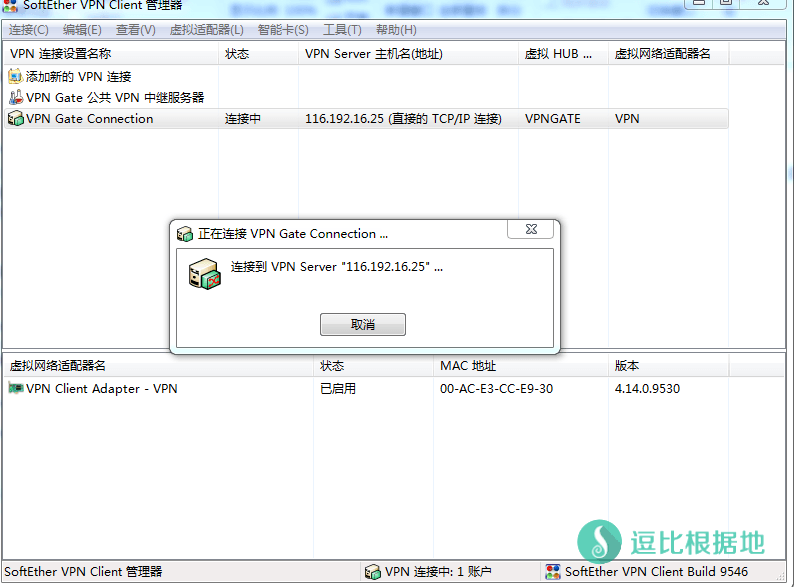 SoftEther VPN Client 管理器
连接(C) 编辑(E) 查看(V) 虚拟适配器(L) 智能卡(S) 工具(T) 帮助(H)
VPN 连接设置名称 状态 VPN Server 主机名(地址) 虚拟 HUB ... 虚拟网络适配器名
添加新的 VPN 连接
VPN Gate 公共 VPN 中继服务器
VPN Gate Connection 连接中 116.192.16.25 (直接的 TCP/IP 连接) VPNGATE VPN
正在连接 VPN Gate Connection ...
连接到 VPN Server "116.192.16.25" ...
取消
虚拟网络适配器名 状态 MAC 地址 版本
VPN Client Adapter - VPN 已启用 00-AC-E3-CC-E9-30 4.14.0.9530
逗比根据地
SoftEther VPN Client 管理器 VPN 连接中: 1 账户 SoftEther VPN Client Build 9546